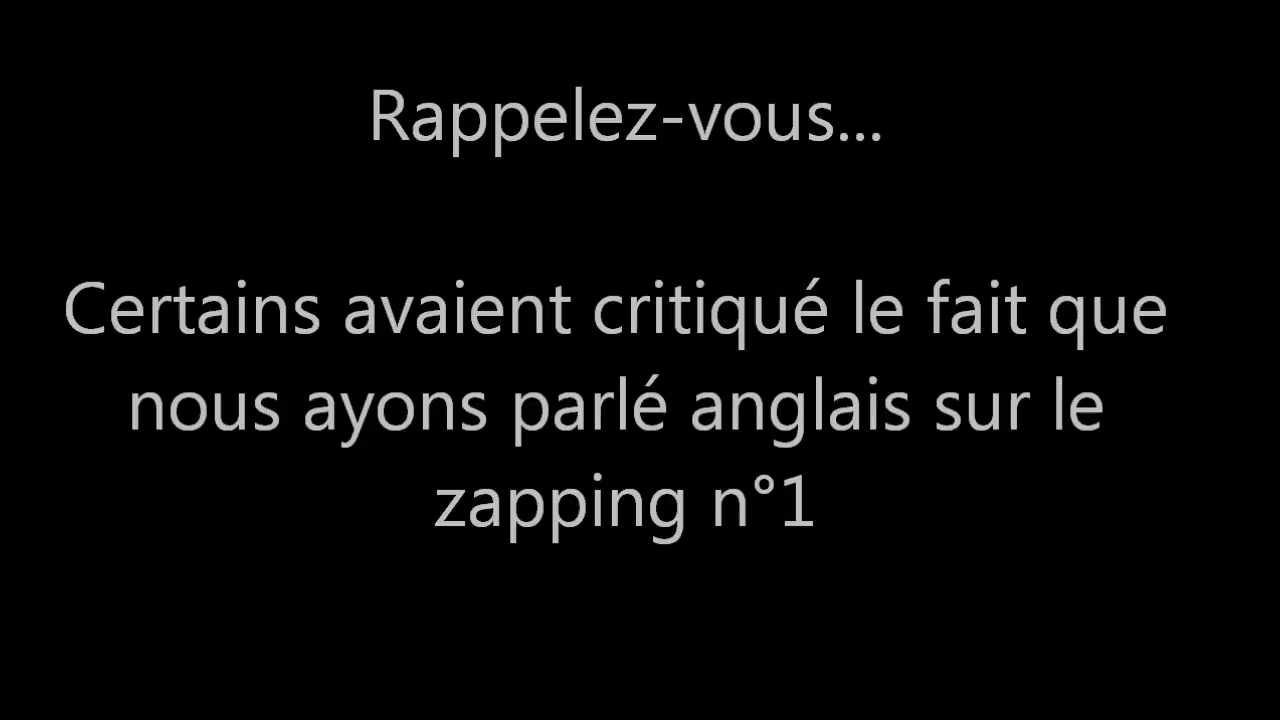 Rappelez-vous...
Certains avaient critiqué le fait que
nous ayons parlé anglais sur le
zapping n°1